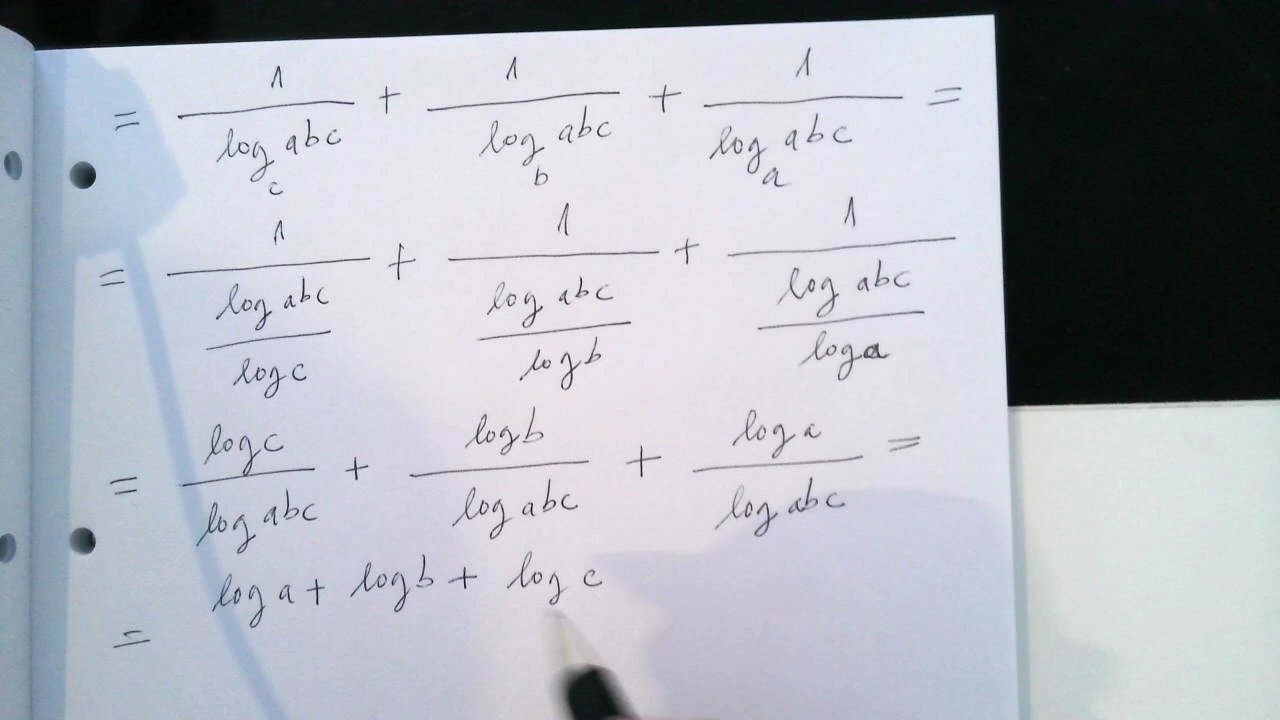 = 1/(log_c abc) + 1/(log_b abc) + 1/(log_a abc) =
= 1/((log abc)/(log c)) + 1/((log abc)/(log b)) + 1/((log abc)/(log a))
= (log c)/(log abc) + (log b)/(log abc) + (log a)/(log abc) =
= log a + log b + log c